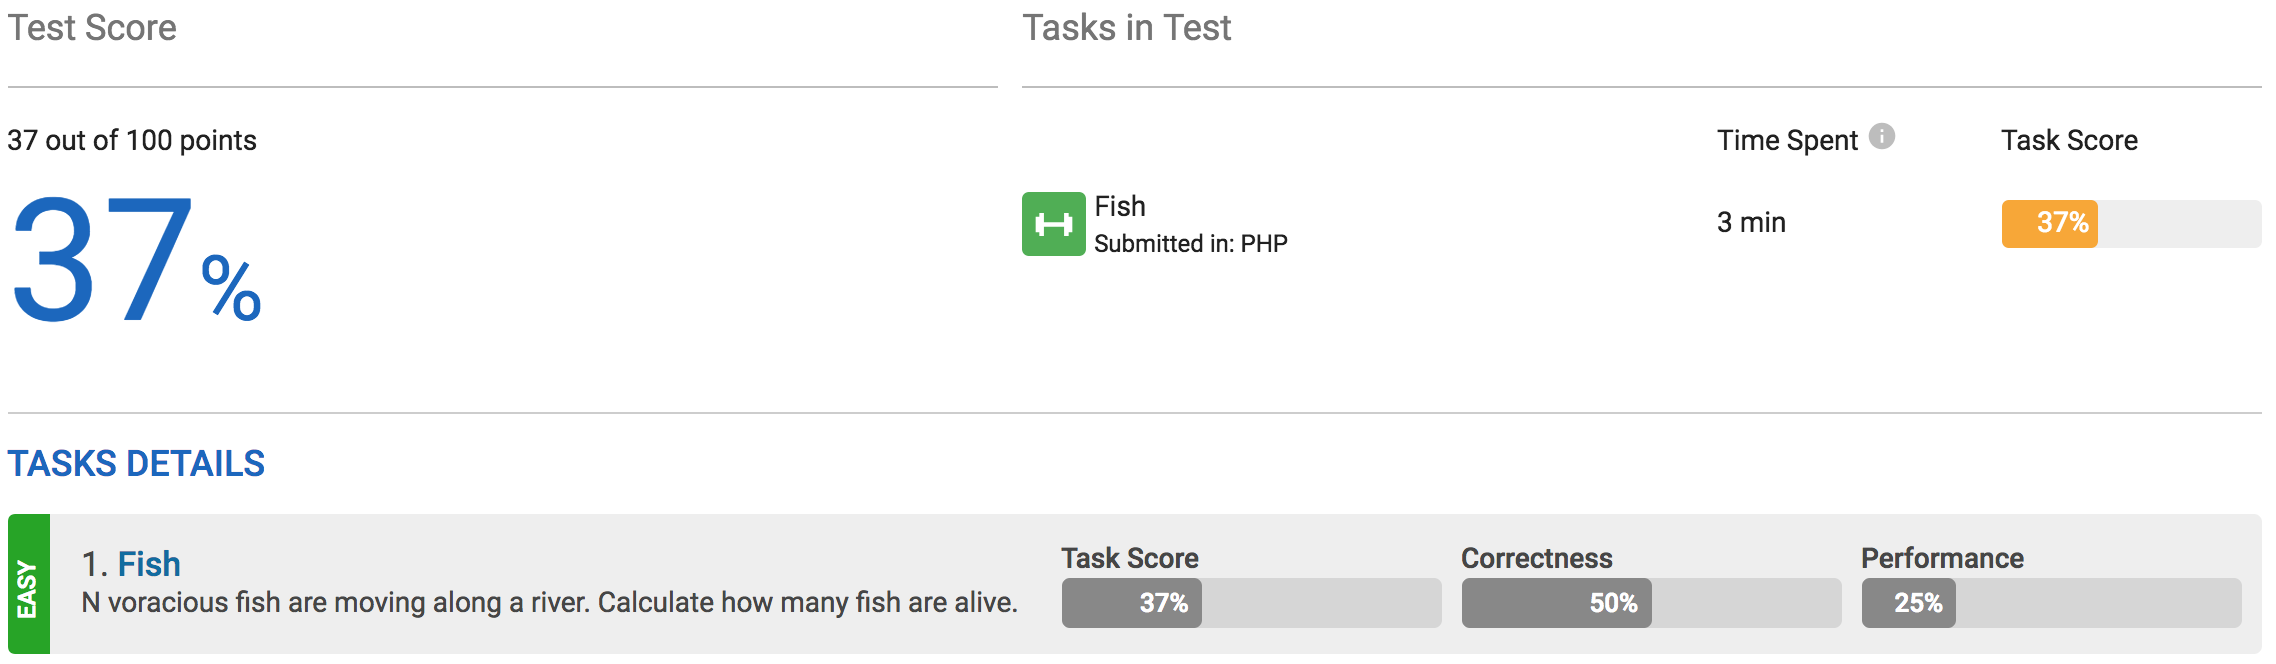 Test Score
Tasks in Test
37 out of 100 points
Time Spent
Task Score
37%
Fish
Submitted in: PHP
3 min
37%
TASKS DETAILS
EASY
1. Fish
N voracious fish are moving along a river. Calculate how many fish are alive.
Task Score
37%
Correctness
50%
Performance
25%